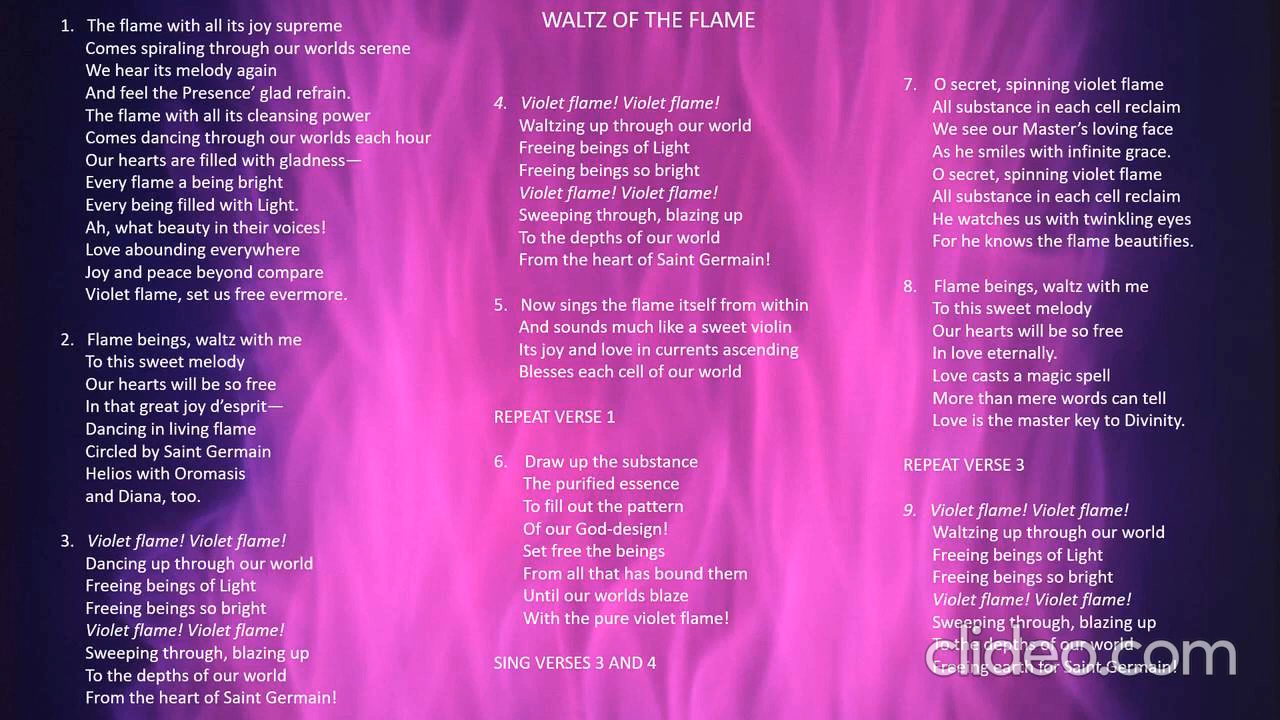 WALTZ OF THE FLAME
1. The flame with all its joy supreme
Comes spiraling through our worlds serene
We hear its melody again
And feel the Presence’ glad refrain.
The flame with all its cleansing power
Comes dancing through our worlds each hour
Our hearts are filled with gladness—
Every flame a being bright
Every being filled with Light.
Ah, what beauty in their voices!
Love abounding everywhere
Joy and peace beyond compare
Violet flame, set us free evermore.
2. Flame beings, waltz with me
To this sweet melody
Our hearts will be so free
In that great joy d’esprit—
Dancing in living flame
Circled by Saint Germain
Helios with Oromasis
and Diana, too.
3. Violet flame! Violet flame!
Dancing up through our world
Freeing beings of Light
Freeing beings so bright
Violet flame! Violet flame!
Sweeping through, blazing up
To the depths of our world
From the heart of Saint Germain!
4. Violet flame! Violet flame!
Waltzing up through our world
Freeing beings of Light
Freeing beings so bright
Violet flame! Violet flame!
Sweeping through, blazing up
To the depths of our world
From the heart of Saint Germain!
5. Now sings the flame itself from within
And sounds much like a sweet violin
Its joy and love in currents ascending
Blesses each cell of our world
REPEAT VERSE 1
6. Draw up the substance
The purified essence
To fill out the pattern
Of our God-design!
Set free the beings
From all that has bound them
Until our worlds blaze
With the pure violet flame!
SING VERSES 3 AND 4
7. O secret, spinning violet flame
All substance in each cell reclaim
We see our Master’s loving face
As he smiles with infinite grace.
O secret, spinning violet flame
All substance in each cell reclaim
He watches us with twinkling eyes
For he knows the flame beautifies.
8. Flame beings, waltz with me
To this sweet melody
Our hearts will be so free
In love eternally.
Love casts a magic spell
More than mere words can tell
Love is the master key to Divinity.
REPEAT VERSE 3
9. Violet flame! Violet flame!
Waltzing up through our world
Freeing beings of Light
Freeing beings so bright
Violet flame! Violet flame!
Sweeping through, blazing up
To the depths of our world
Freeing earth for Saint Germain!
clideo.com